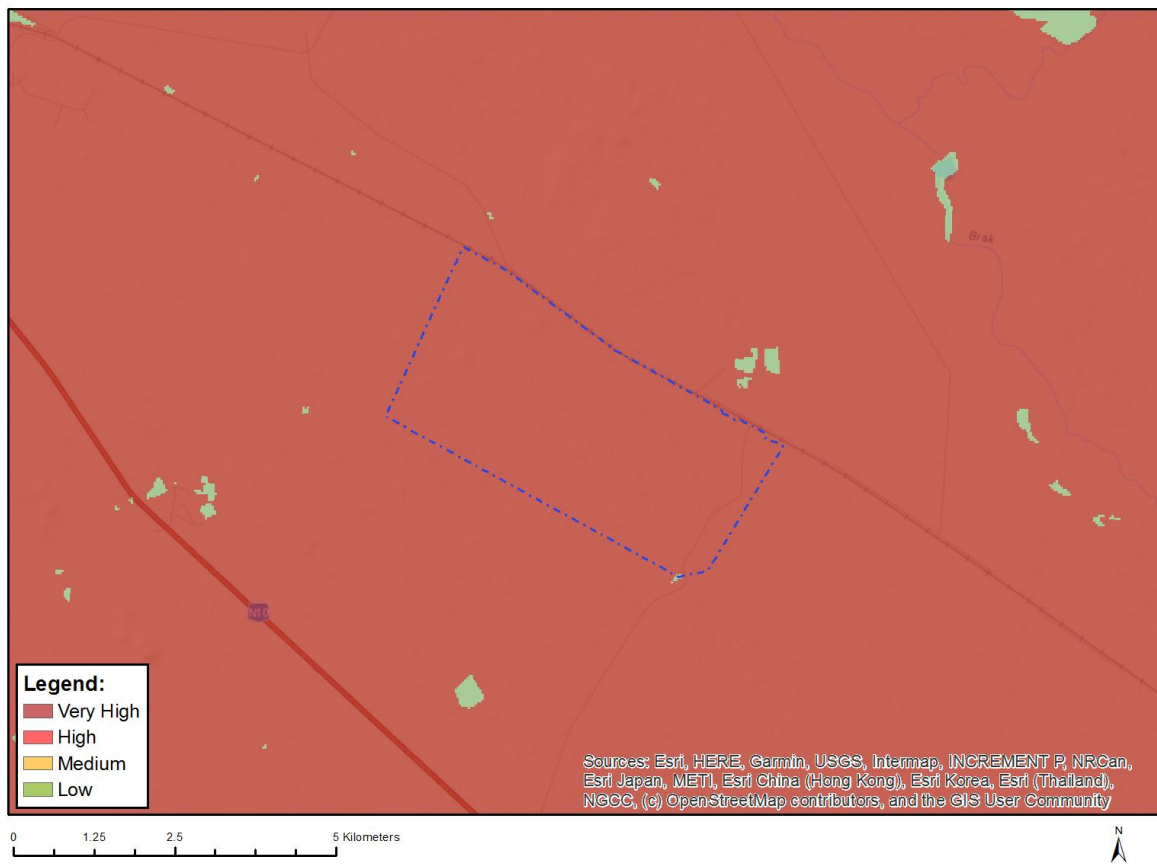 Brak
N10
Legend:
Very High
High
Medium
Low
Sources: Esri, HERE, Garmin, USGS, Intermap, INCREMENT P, NRCan,
Esri Japan, METI, Esri China (Hong Kong), Esri Korea, Esri (Thailand),
NGCC, (c) OpenStreetMap contributors, and the GIS User Community
0 1.25 2.5 5 Kilometers
N